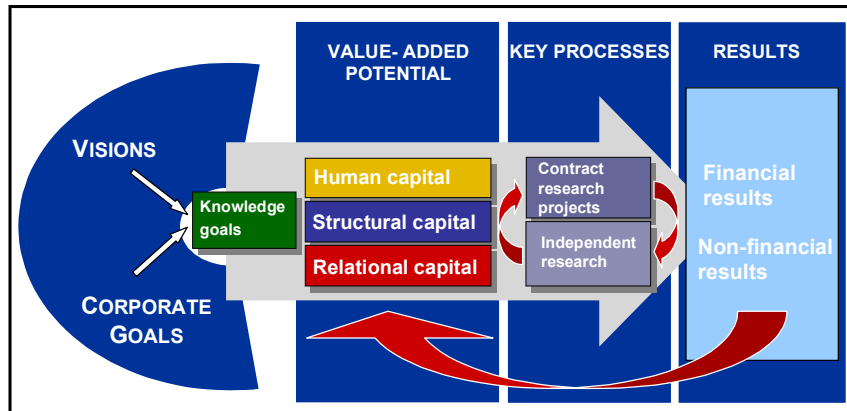 VALUE- ADDED
POTENTIAL
KEY PROCESSES
RESULTS
VISIONS
Knowledge
goals
CORPORATE
GOALS
Human capital
Structural capital
Relational capital
Contract
research
projects
Independent
research
Financial
results
Non-financial
results